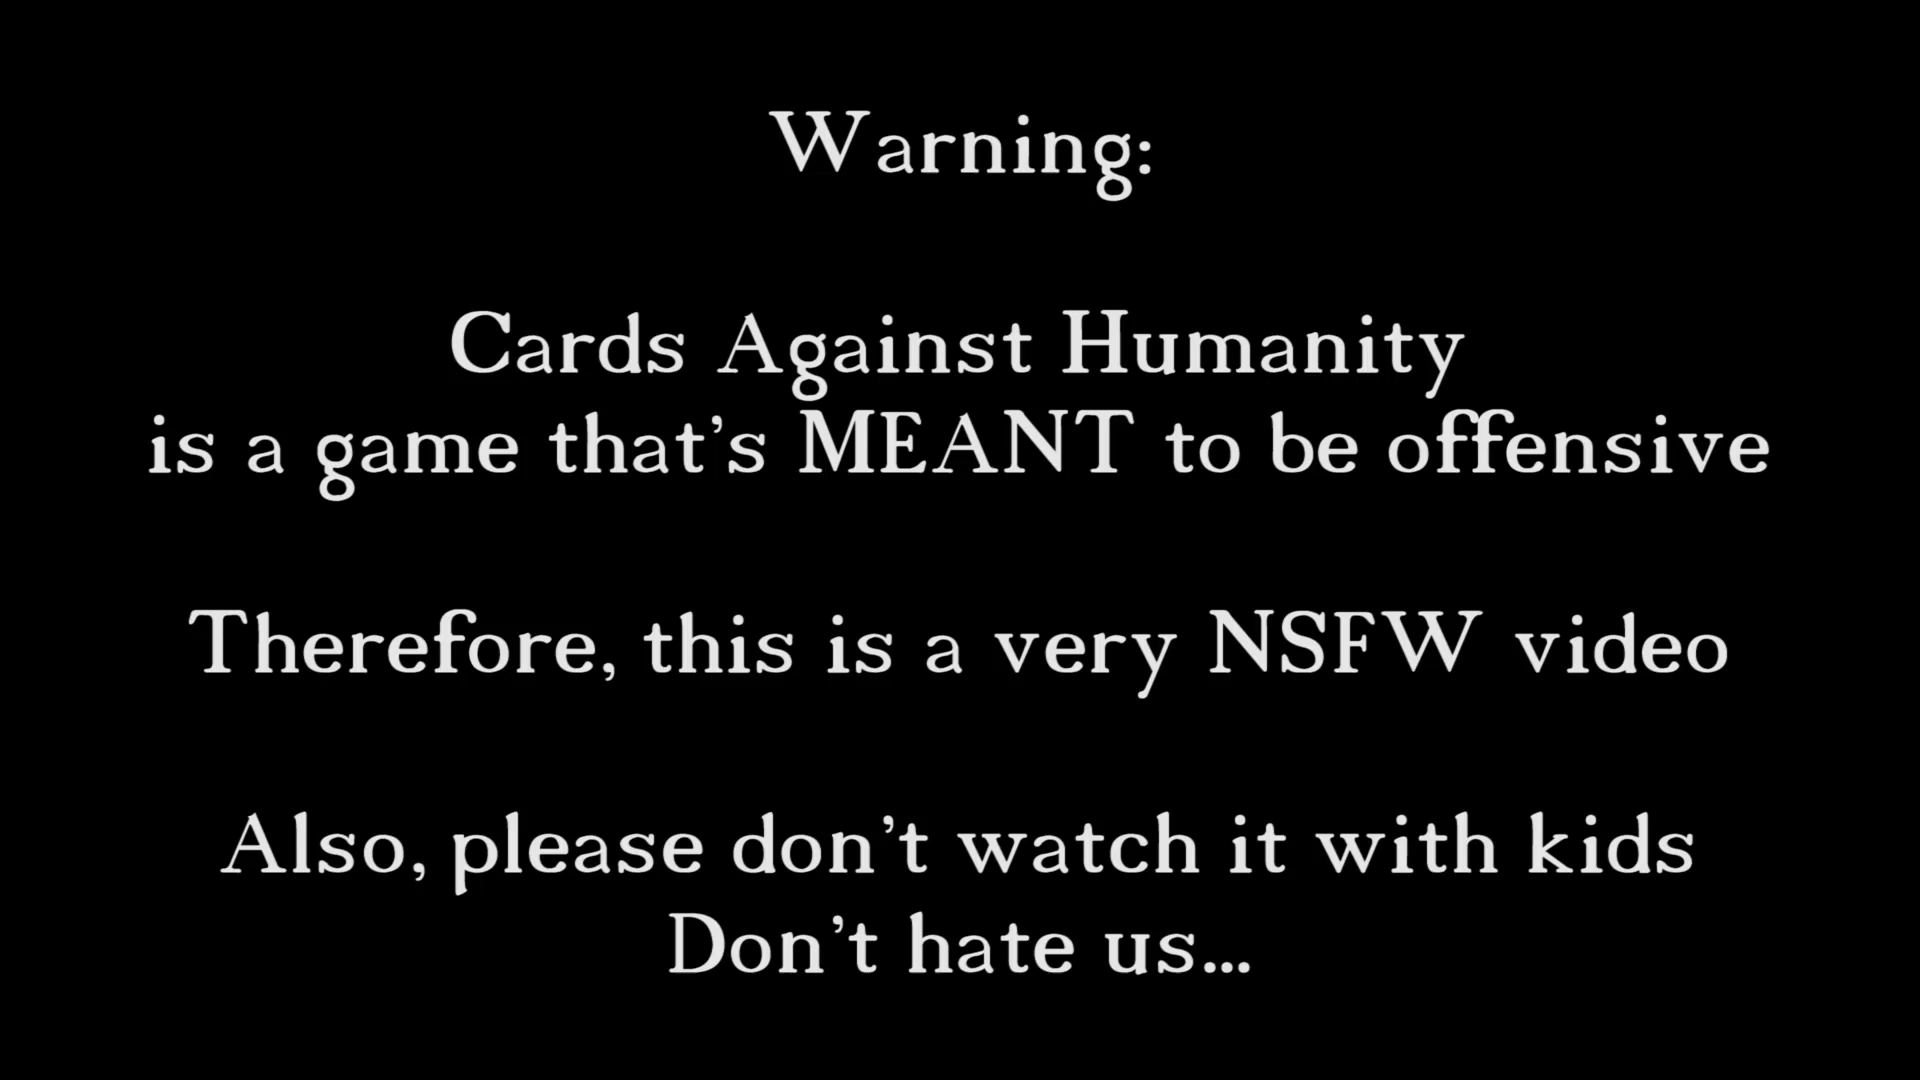 Warning:
Cards Against Humanity
is a game that's MEANT to be offensive
Therefore, this is a very NSFW video
Also, please don't watch it with kids
Don't hate us...